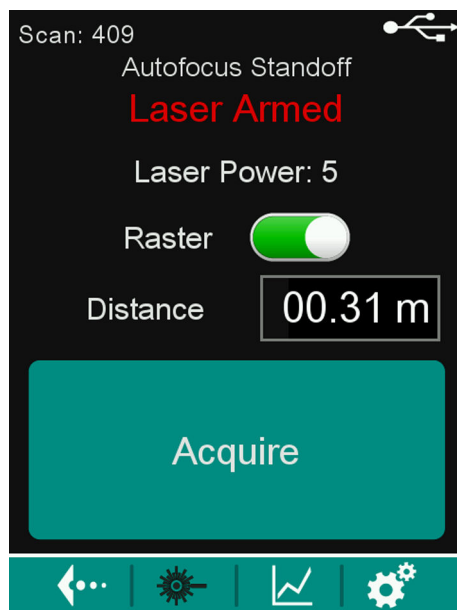 Scan: 409
Autofocus Standoff
Laser Armed
Laser Power: 5
Raster
Distance 00.31 m
Acquire